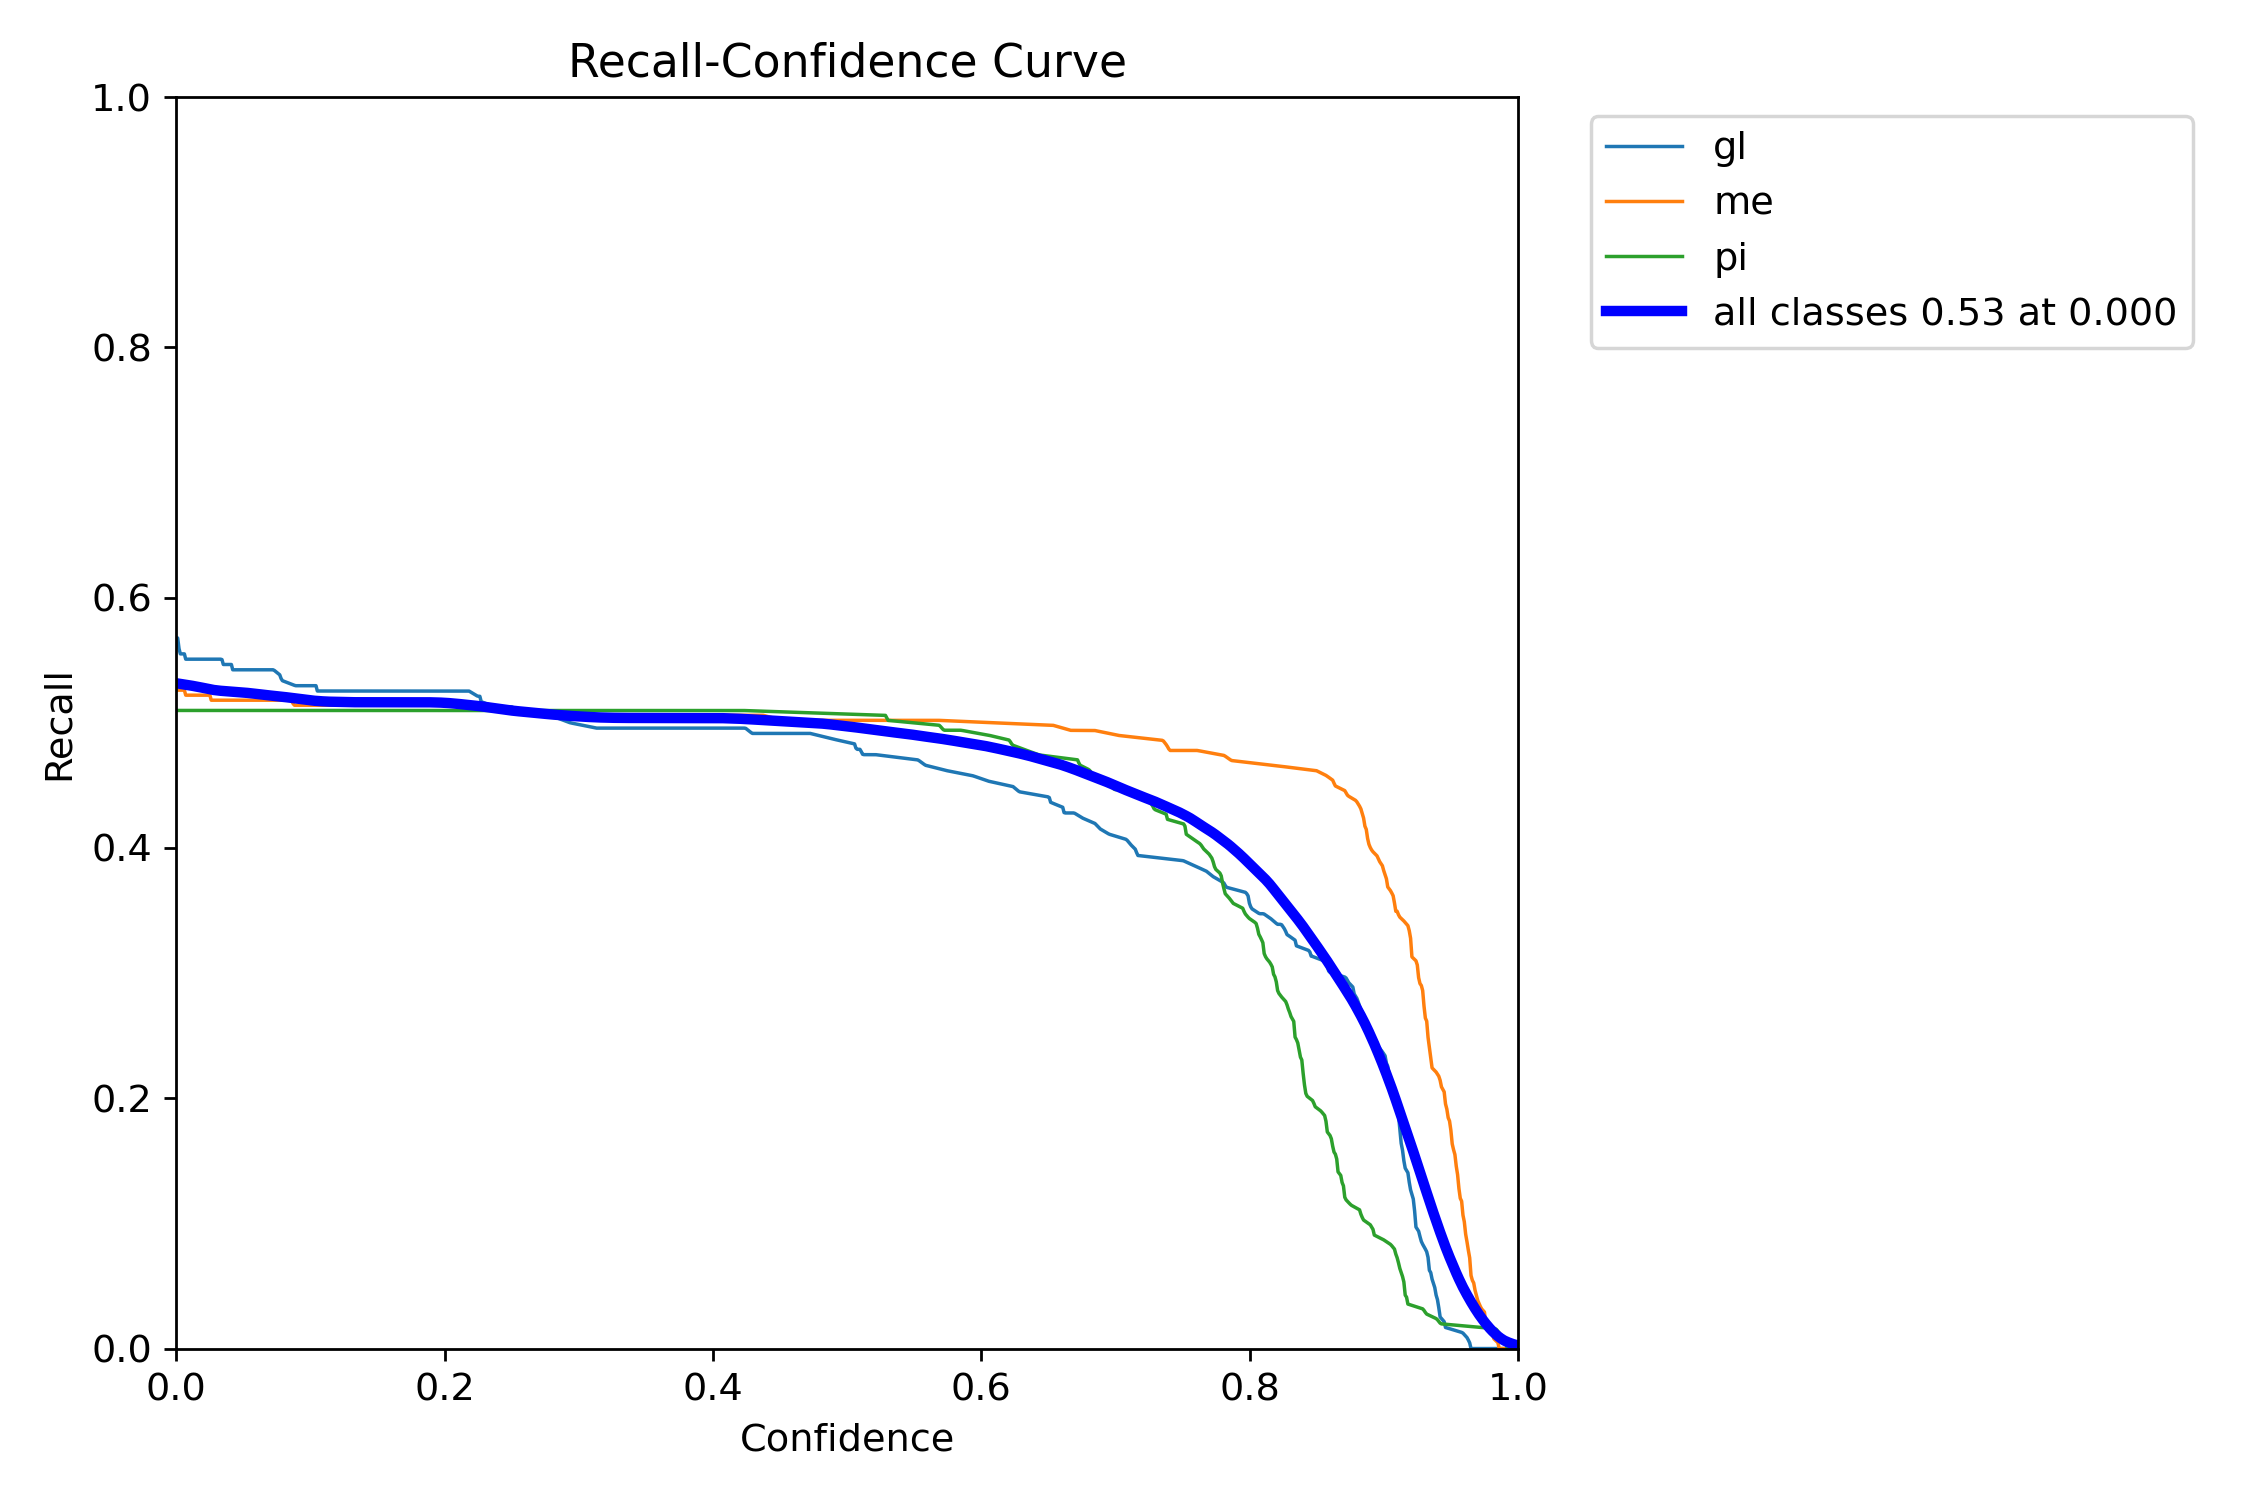 Recall-Confidence Curve
1.0
0.8
0.6
0.4
0.2
0.0
Recall
0.0 0.2 0.4 0.6 0.8 1.0
Confidence
gl
me
pi
all classes 0.53 at 0.000